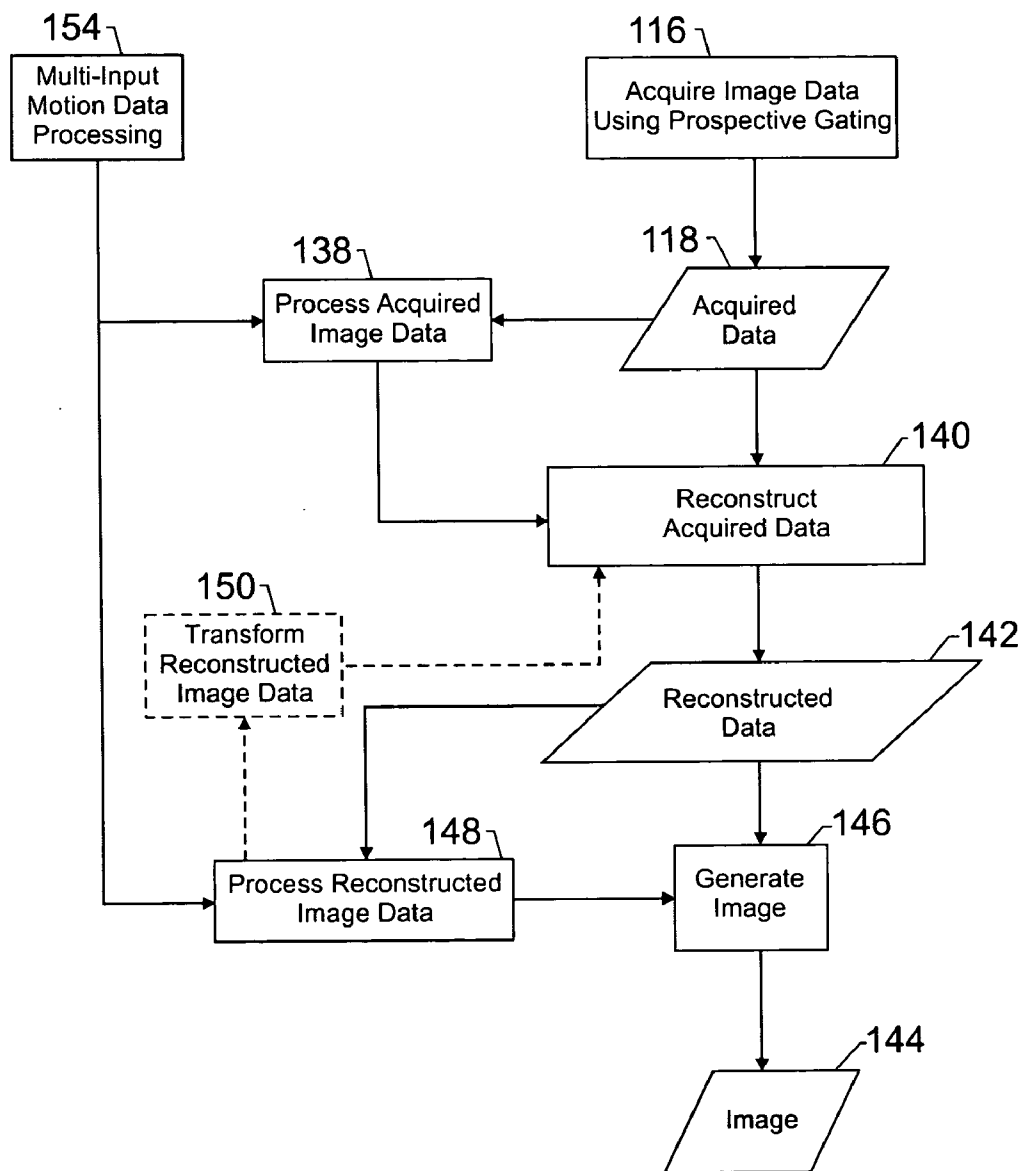 154
Multi-Input
Motion Data
Processing
116
Acquire Image Data
Using Prospective Gating
138
Process Acquired
Image Data
118
Acquired
Data
140
Reconstruct
Acquired Data
150
Transform
Reconstructed
Image Data
142
Reconstructed
Data
148
Process Reconstructed
Image Data
146
Generate
Image
144
Image